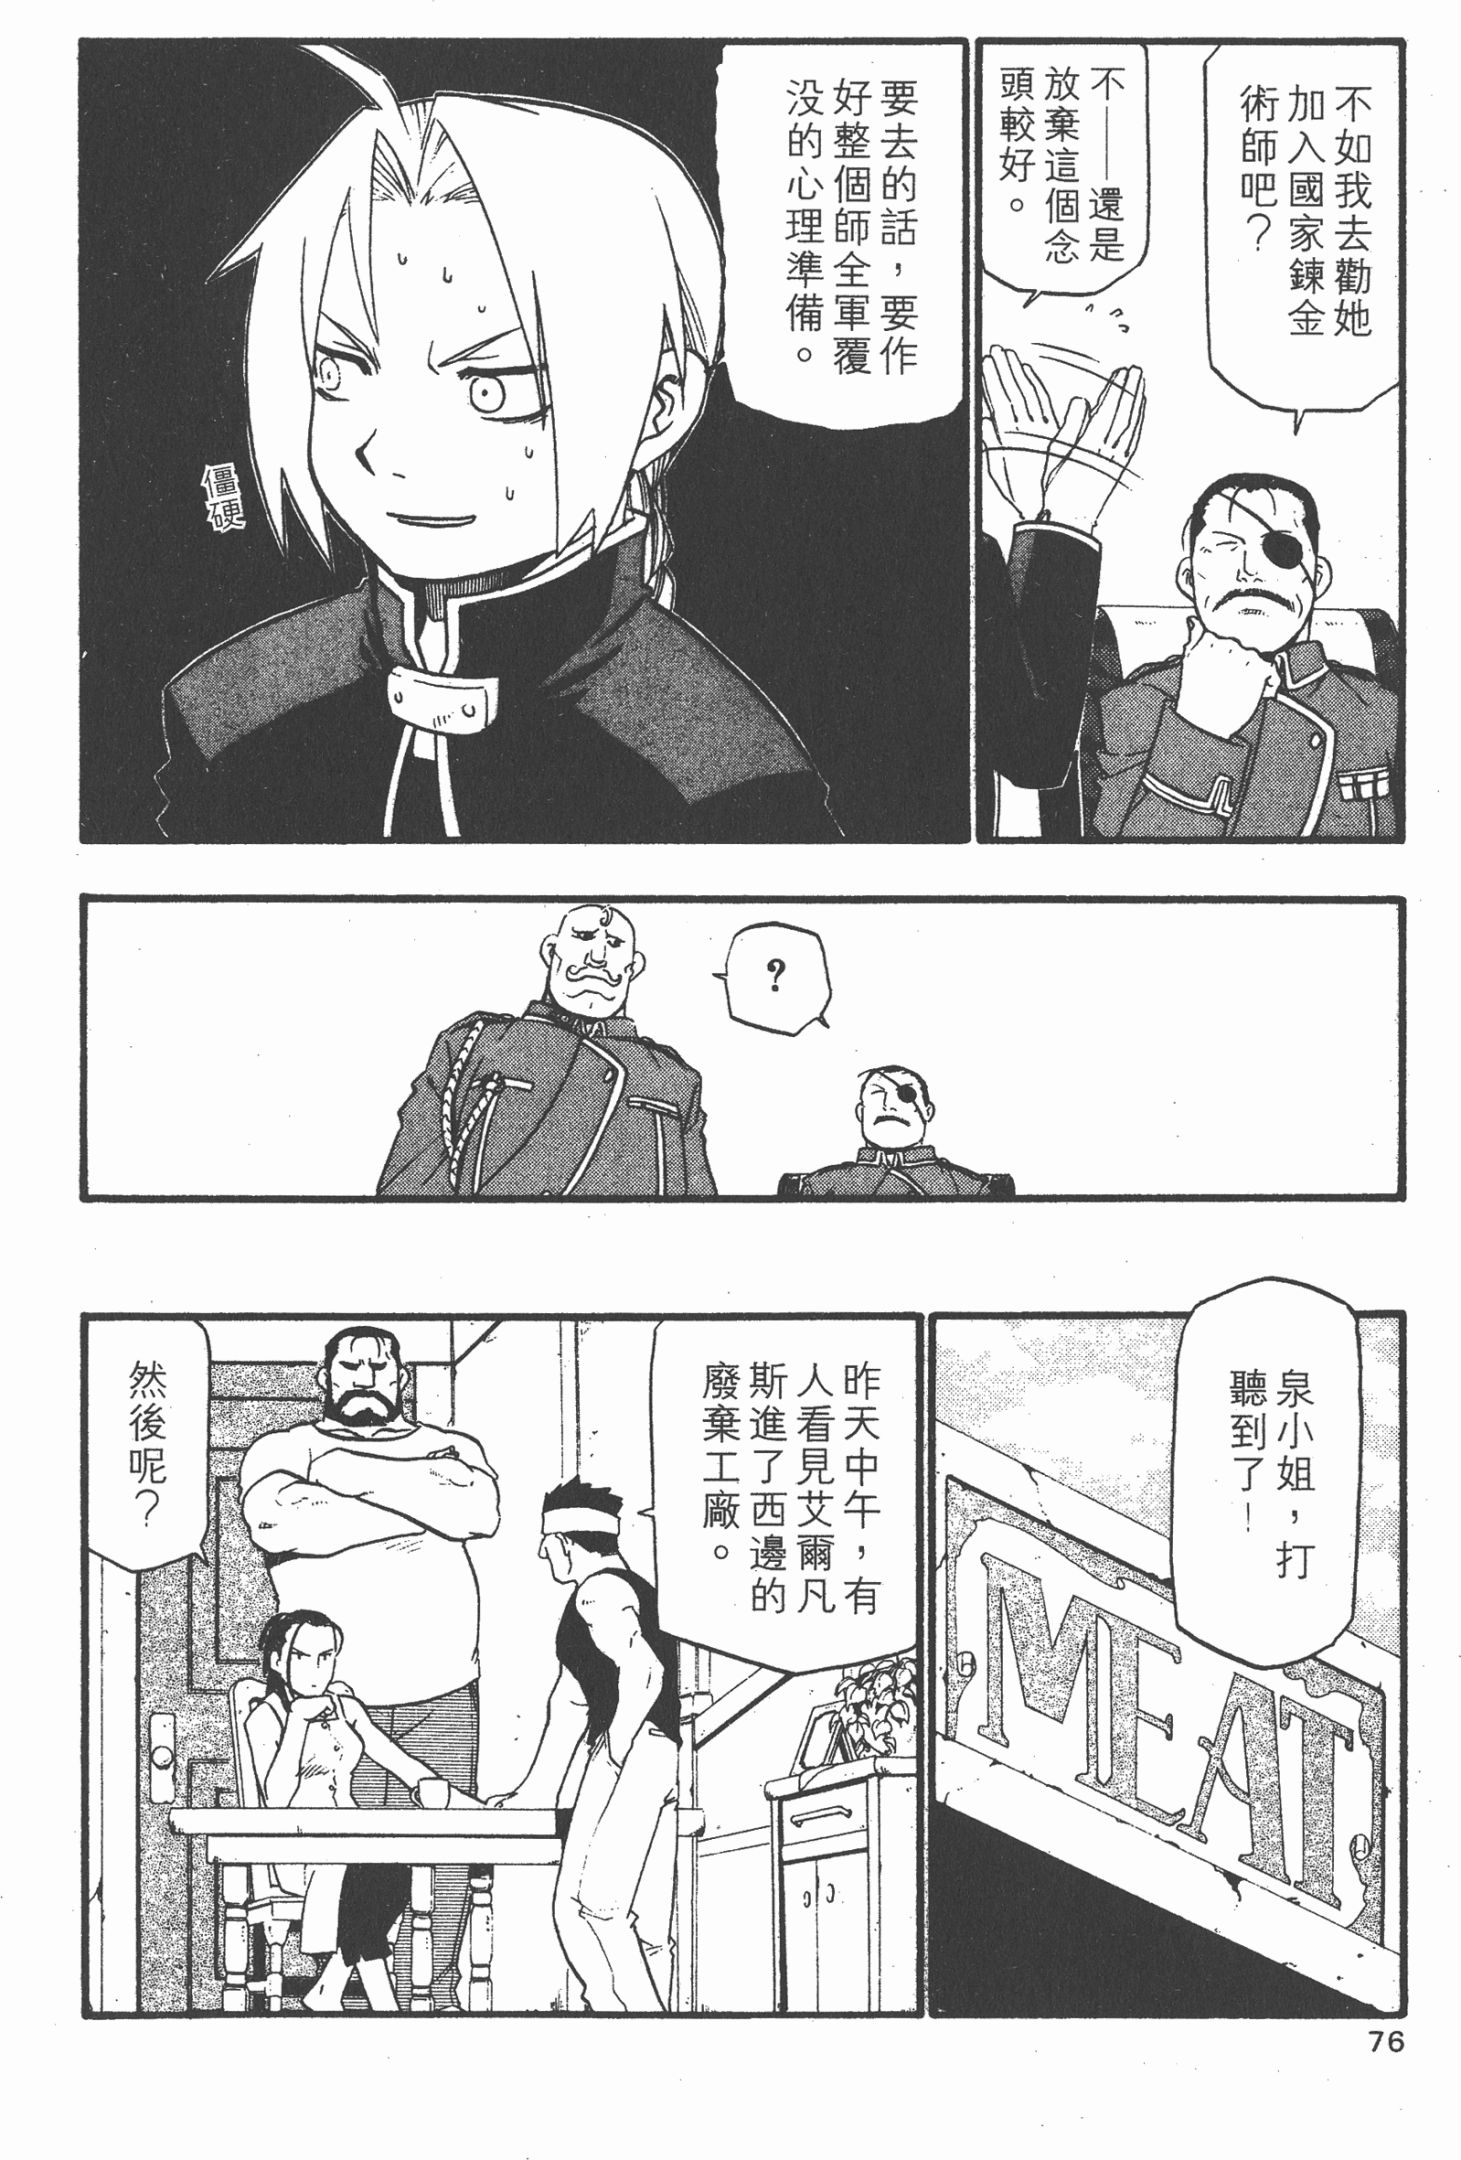 不如我去勸她
加入國家鍊金
術師吧？
不——還是
放棄這個念
頭較好。
要去的話，要作
好整個師全軍覆
没的心理準備。
僵硬
？
泉小姐，打
聽到了！
MEAT
昨天中午，有
人看見艾爾凡
斯進了西邊的
廢棄工廠。
然後呢？
76